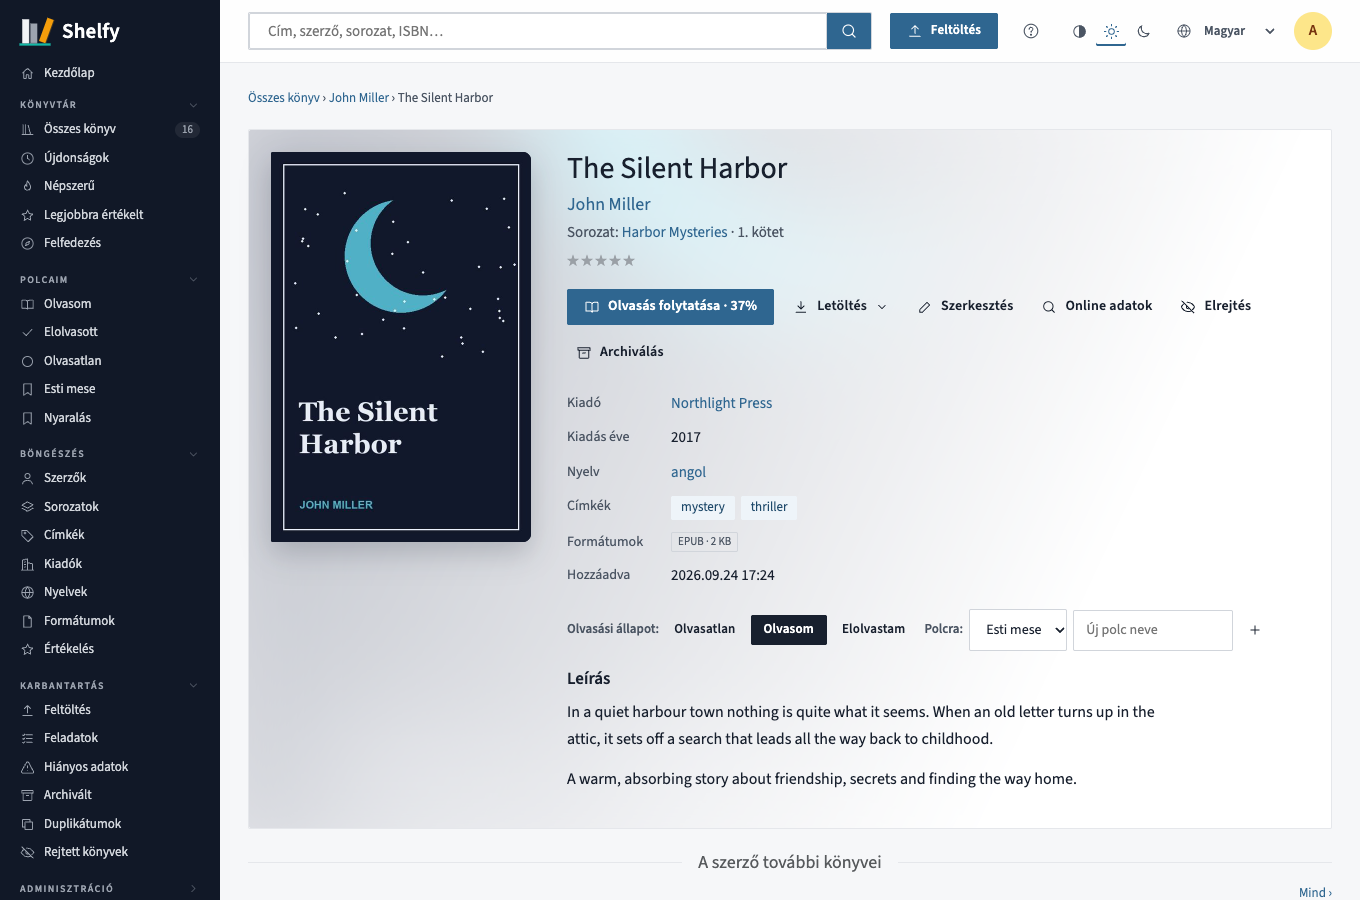 Shelfy
Cím, szerző, sorozat, ISBN…
Feltöltés
Magyar
A
Kezdőlap
KÖNYVTÁR
Összes könyv 16
Újdonságok
Népszerű
Legjobbra értékelt
Felfedezés
POLCAIM
Olvasom
Elolvasott
Olvasatlan
Esti mese
Nyaralás
BÖNGÉSZÉS
Szerzők
Sorozatok
Címkék
Kiadók
Nyelvek
Formátumok
Értékelés
KARBANTARTÁS
Feltöltés
Feladatok
Hiányos adatok
Archivált
Duplikátumok
Rejtett könyvek
ADMINISZTRÁCIÓ
Összes könyv › John Miller › The Silent Harbor
The Silent
Harbor
JOHN MILLER
The Silent Harbor
John Miller
Sorozat: Harbor Mysteries · 1. kötet
★★★★★
Olvasás folytatása · 37% Letöltés Szerkesztés Online adatok Elrejtés
Archiválás
Kiadó Northlight Press
Kiadás éve 2017
Nyelv angol
Címkék mystery thriller
Formátumok EPUB · 2 KB
Hozzáadva 2026.09.24 17:24
Olvasási állapot: Olvasatlan Olvasom Elolvastam Polcra: Esti mese Új polc neve +
Leírás
In a quiet harbour town nothing is quite what it seems. When an old letter turns up in the
attic, it sets off a search that leads all the way back to childhood.
A warm, absorbing story about friendship, secrets and finding the way home.
A szerző további könyvei
Mind ›